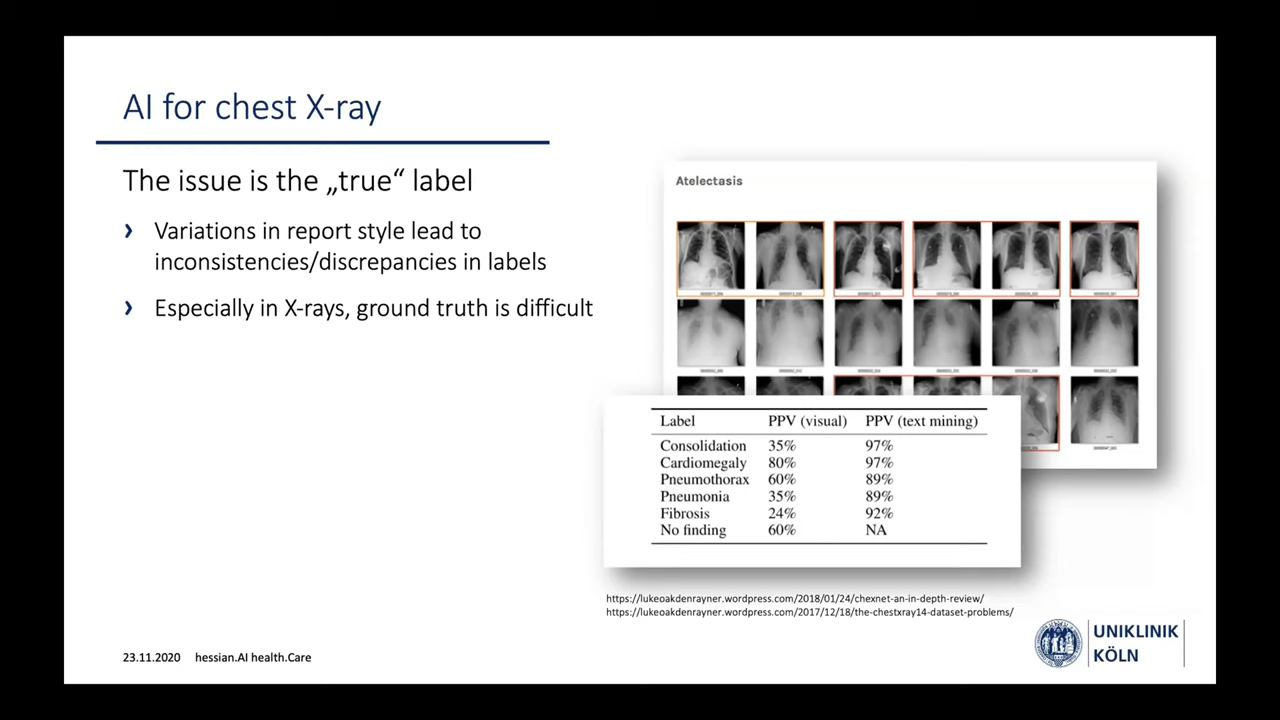 AI for chest X-ray
The issue is the „true“ label
› Variations in report style lead to
inconsistencies/discrepancies in labels
› Especially in X-rays, ground truth is difficult
Atelectasis
Label PPV (visual) PPV (text mining)
Consolidation 35% 97%
Cardiomegaly 80% 97%
Pneumothorax 60% 89%
Pneumonia 35% 89%
Fibrosis 24% 92%
No finding 60% NA
https://lukeoakdenrayner.wordpress.com/2018/01/24/chexnet-an-in-depth-review/
https://lukeoakdenrayner.wordpress.com/2017/12/18/the-chestxray14-dataset-problems/
23.11.2020 hessian.AI health.Care
UNIKLINIK
KÖLN